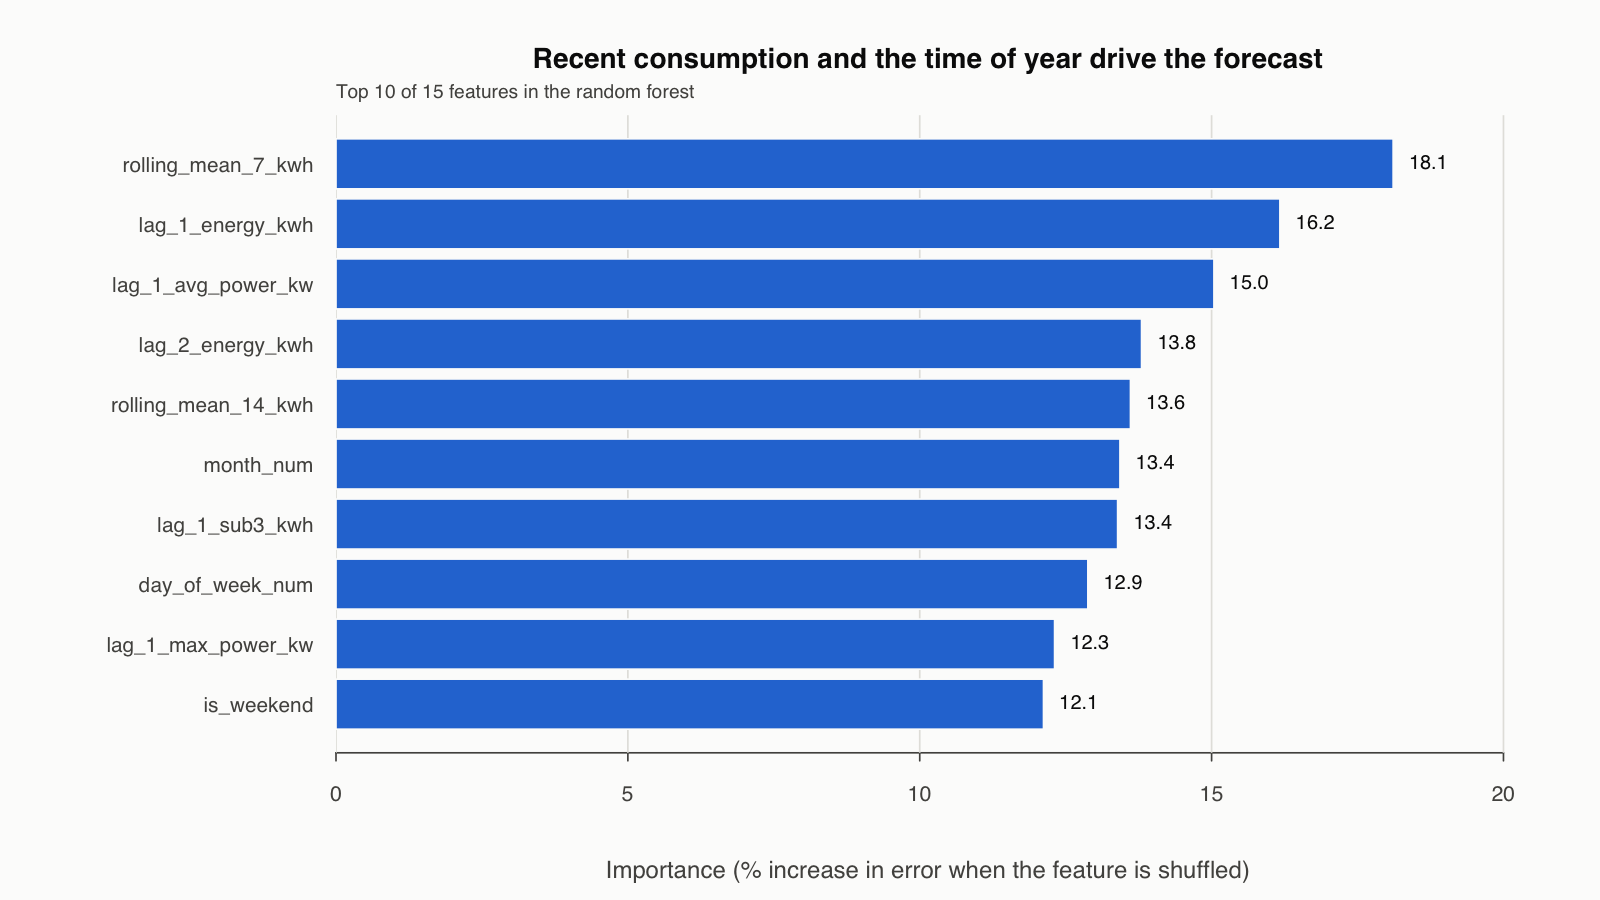 Recent consumption and the time of year drive the forecast
Top 10 of 15 features in the random forest
rolling_mean_7_kwh 18.1
lag_1_energy_kwh 16.2
lag_1_avg_power_kw 15.0
lag_2_energy_kwh 13.8
rolling_mean_14_kwh 13.6
month_num 13.4
lag_1_sub3_kwh 13.4
day_of_week_num 12.9
lag_1_max_power_kw 12.3
is_weekend 12.1
0 5 10 15 20
Importance (% increase in error when the feature is shuffled)